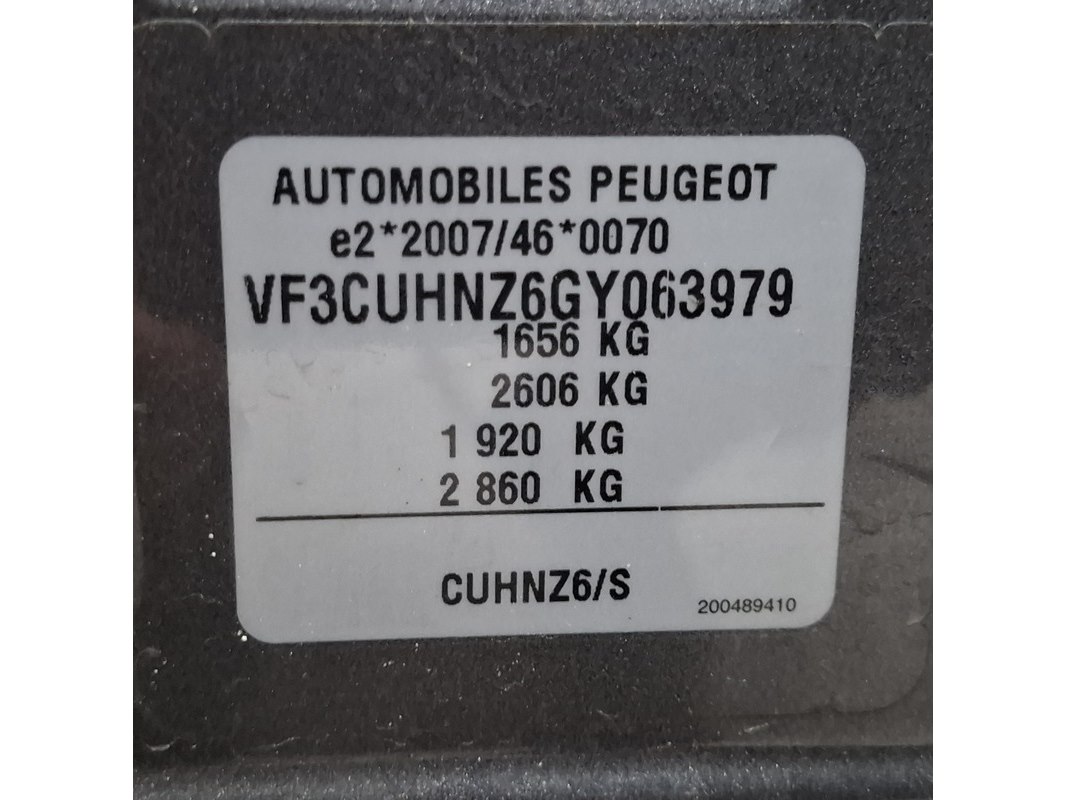 AUTOMOBILES PEUGEOT
e2*2007/46*0070
VF3CUHNZ6GY063979
1656 KG
2606 KG
1 920 KG
2 860 KG
CUHNZ6/S
200489410